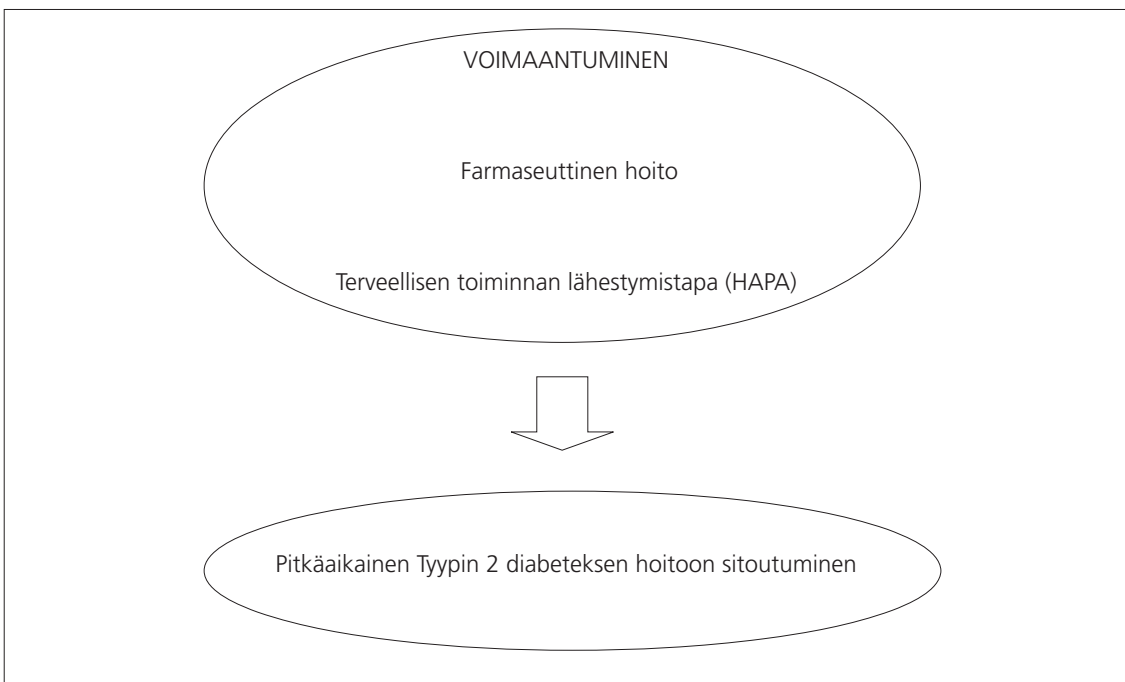 VOIMAANTUMINEN
Farmaseuttinen hoito
Terveellisen toiminnan lähestymistapa (HAPA)
Pitkäaikainen Tyypin 2 diabeteksen hoitoon sitoutuminen